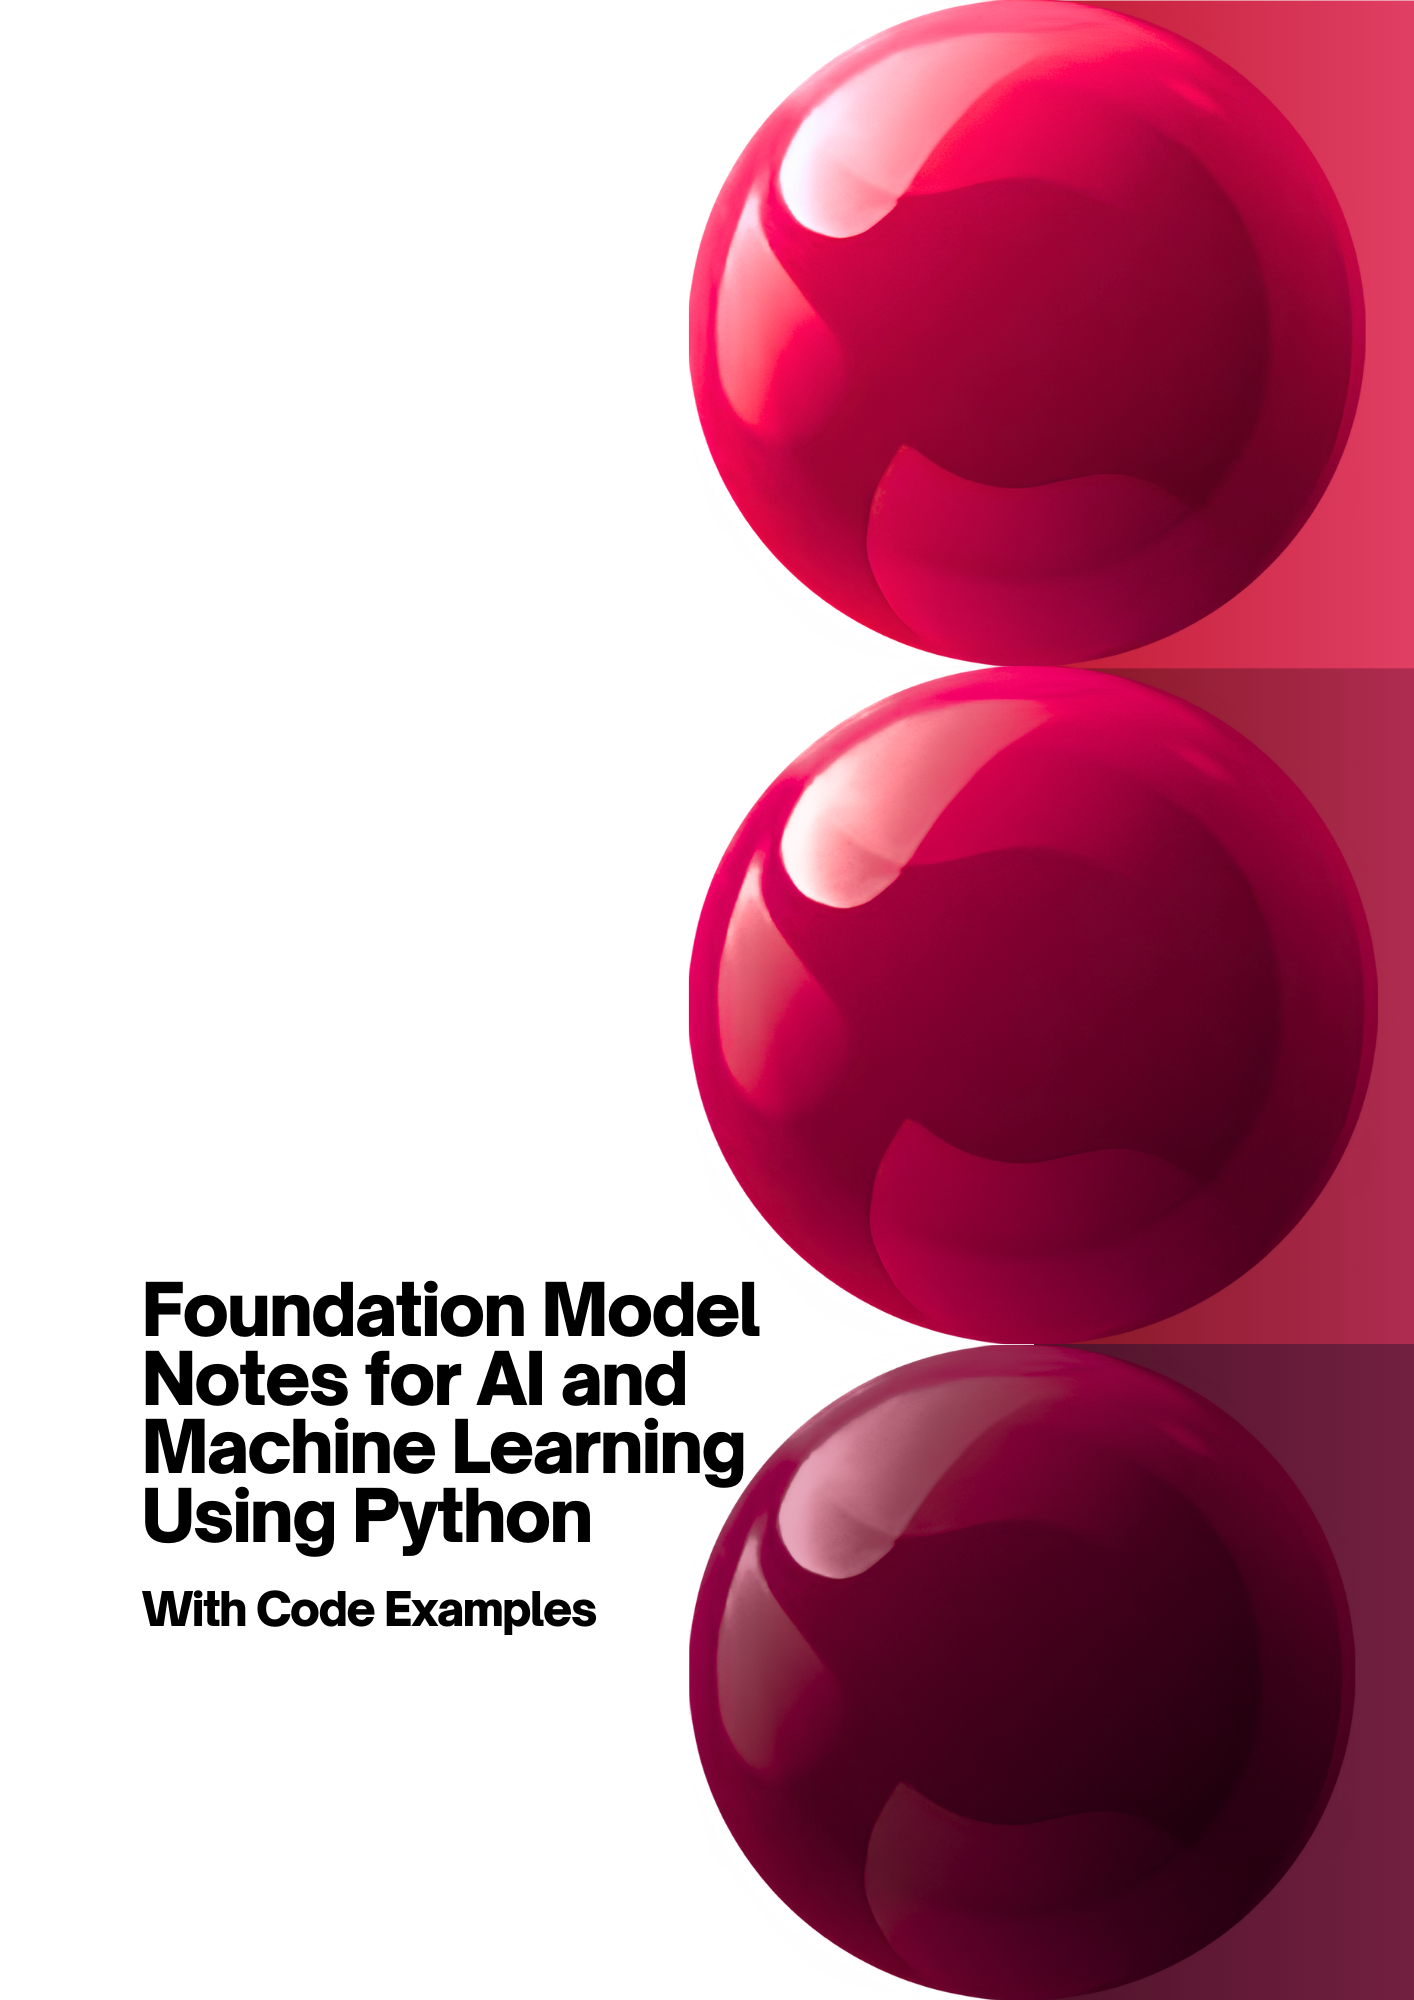 Foundation Model
Notes for AI and
Machine Learning
Using Python
With Code Examples